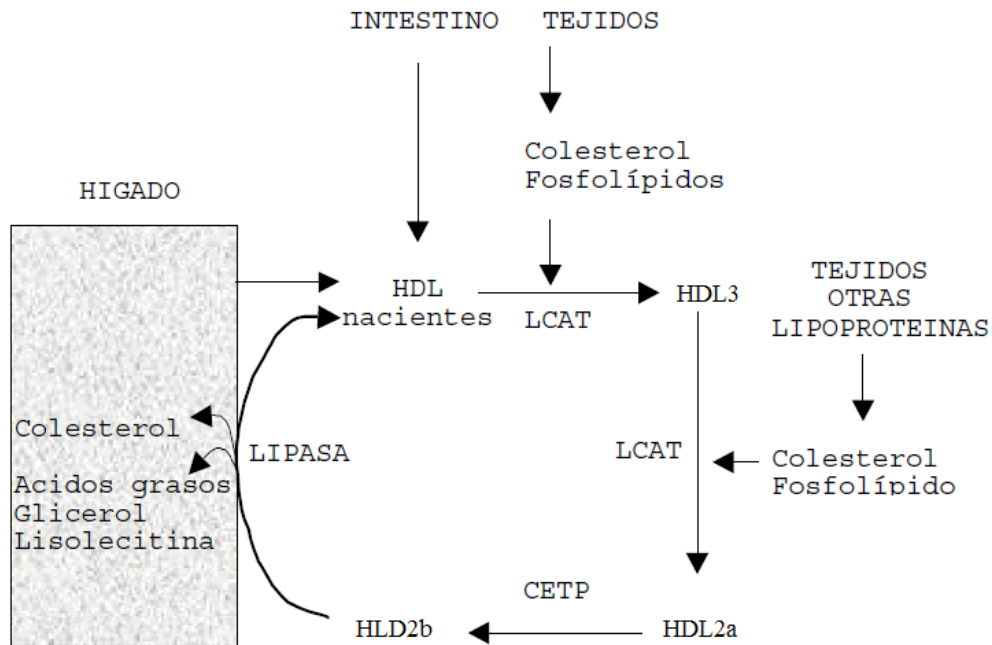 INTESTINO TEJIDOS
Colesterol
Fosfolípidos
HIGADO
HDL
nacientes
LCAT
HDL3
TEJIDOS
OTRAS
LIPOPROTEINAS
Colesterol
LIPASA
LCAT
Colesterol
Fosfolípido
Acidos grasos
Glicerol
Lisolecitina
CETP
HLD2b
HDL2a